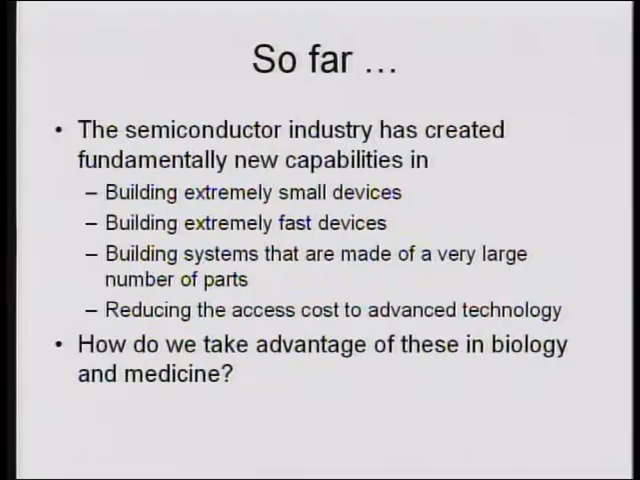 So far ...
• The semiconductor industry has created
fundamentally new capabilities in
– Building extremely small devices
– Building extremely fast devices
– Building systems that are made of a very large
number of parts
– Reducing the access cost to advanced technology
• How do we take advantage of these in biology
and medicine?